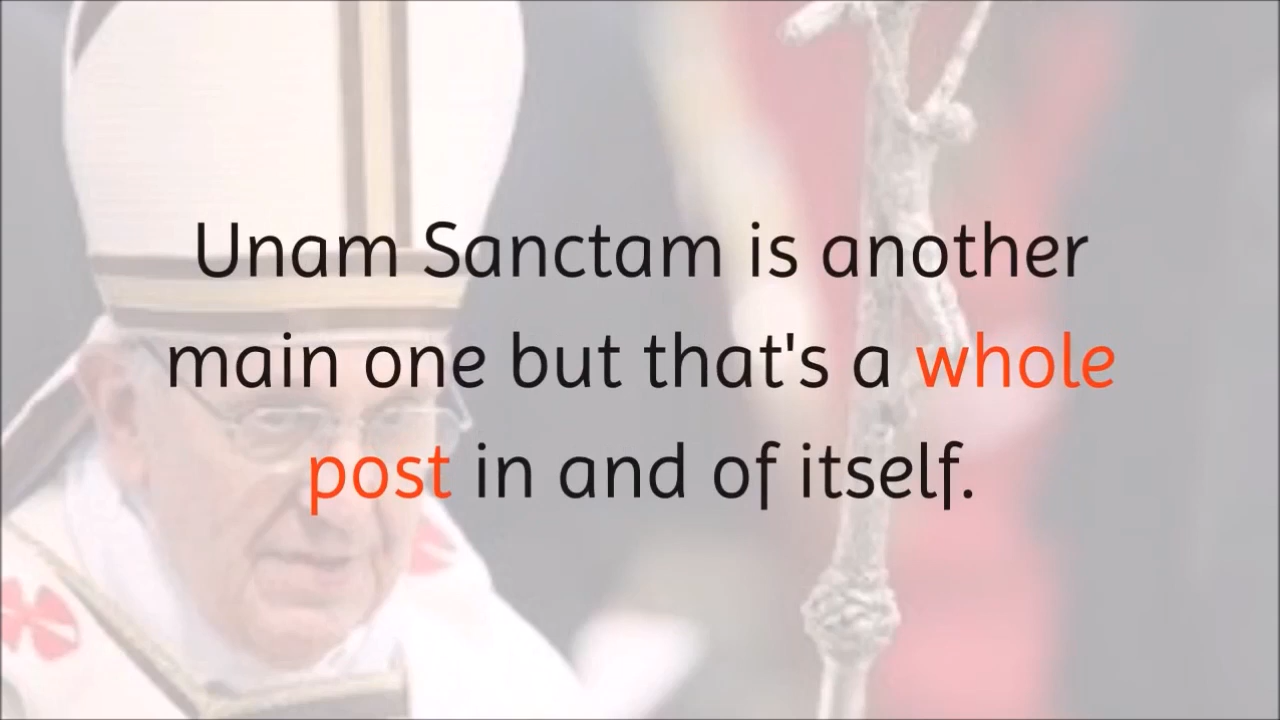 Unam Sanctam is another
main one but that's a whole
post in and of itself.